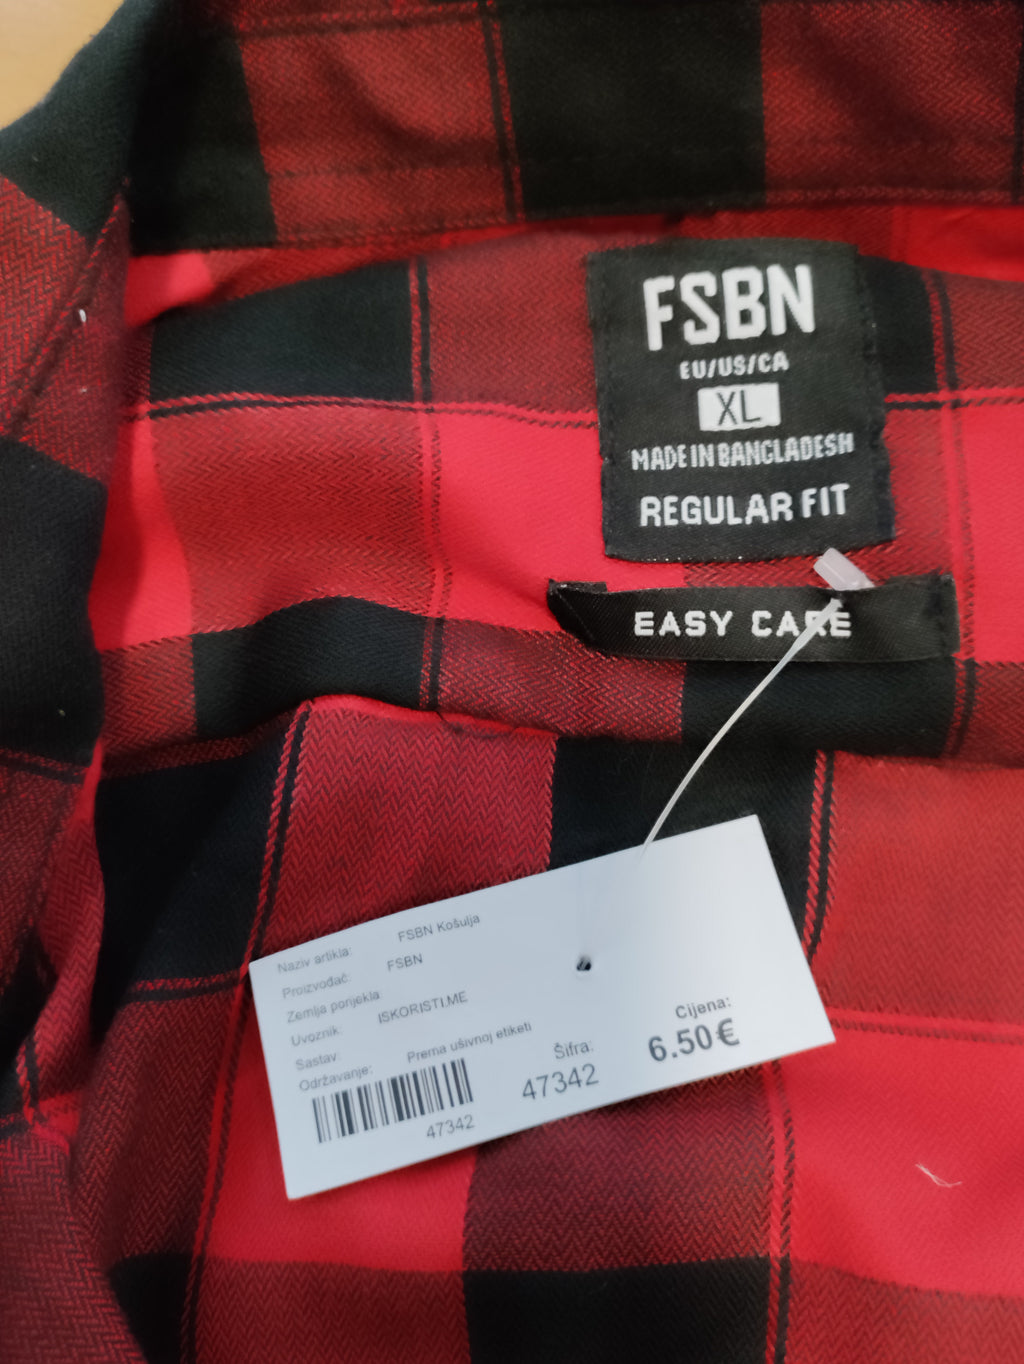 FSBN
EU/US/CA
XL
MADE IN BANGLADESH
REGULAR FIT
EASY CARE
Naziv artikla: FSBN Košulja
Proizvođač: FSBN
Zemlja porijekla:
Uvoznik: ISKORISTI.ME
Sastav:
Održavanje: Prema ušivnoj etiketi
47342
Šifra:
47342
Cijena:
6.50€